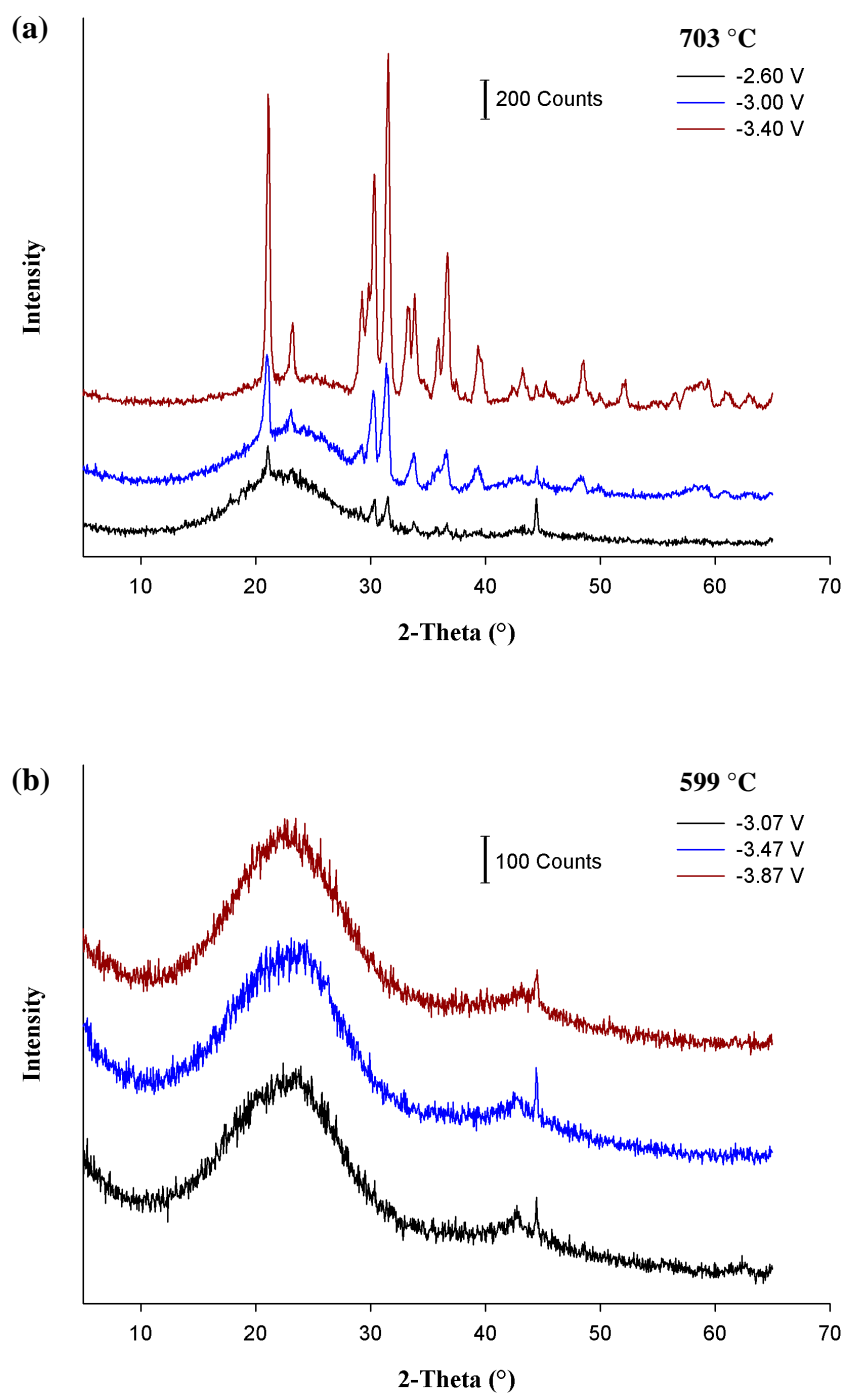 (a)
703 °C
-2.60 V
200 Counts
-3.00 V
-3.40 V
Intensity
10 20 30 40 50 60 70
2-Theta (°)
(b)
599 °C
-3.07 V
100 Counts
-3.47 V
-3.87 V
Intensity
10 20 30 40 50 60 70
2-Theta (°)